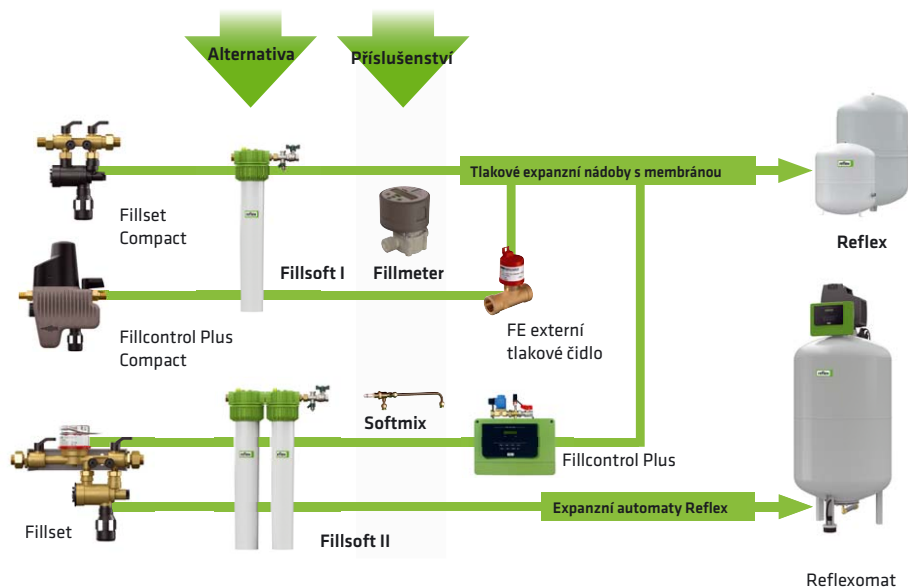 Alternativa
Příslušenství
Tlakové expanzní nádoby s membránou
Fillset
Compact
Reflex
Fillsoft I
Fillmeter
Fillcontrol Plus
Compact
FE externí
tlakové čidlo
Softmix
Fillcontrol Plus
Expanzní automaty Reflex
Fillset
Fillsoft II
Reflexomat